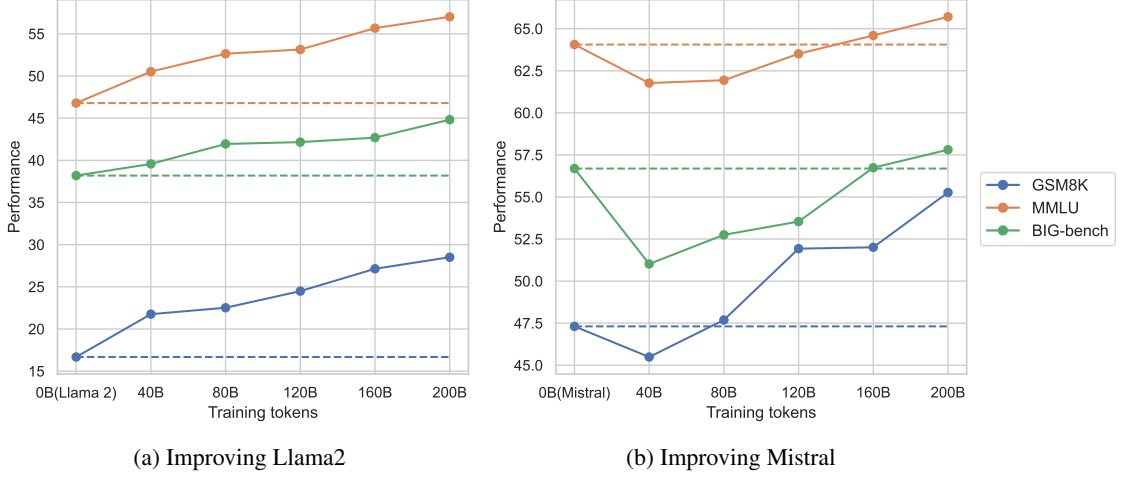 Performance
55
50
45
40
35
30
25
20
15
0B(Llama 2) 40B 80B 120B 160B 200B
Training tokens
(a) Improving Llama2
Performance
65.0
62.5
60.0
57.5
55.0
52.5
50.0
47.5
45.0
0B(Mistral) 40B 80B 120B 160B 200B
Training tokens
(b) Improving Mistral
GSM8K
MMLU
BIG-bench